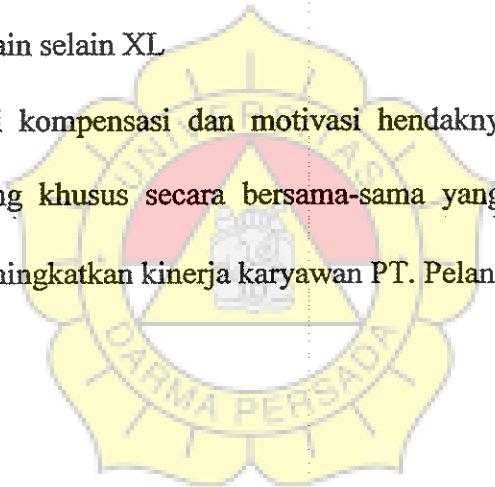 ain selain XL
kompensasi dan motivasi hendakny
ng khusus secara bersama-sama yang
ningkatkan kinerja karyawan PT. Pelan
UNIVERSITAS
DARMA PERSADA